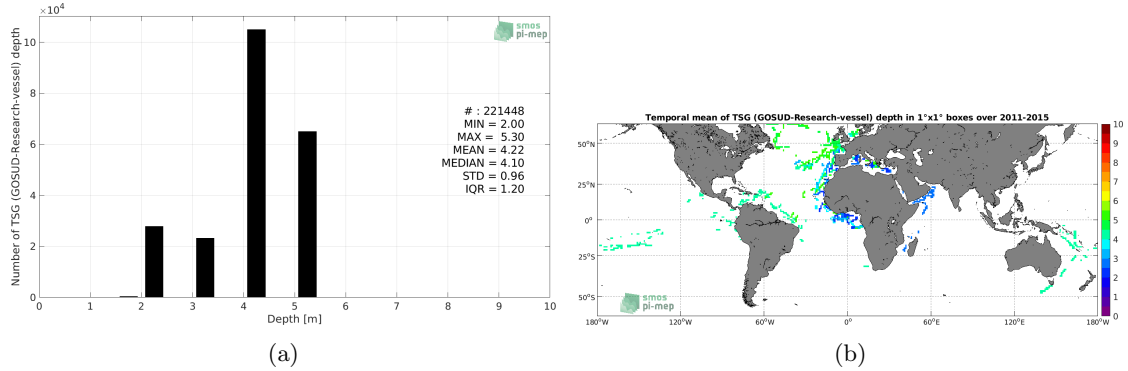 ×10⁴
smos
pi-mep
Number of TSG (GOSUD-Research-vessel) depth
10
8
6
4
2
0
# : 221448
MIN = 2.00
MAX = 5.30
MEAN = 4.22
MEDIAN = 4.10
STD = 0.96
IQR = 1.20
0 1 2 3 4 5 6 7 8 9 10
Depth [m]
(a)
Temporal mean of TSG (GOSUD-Research-vessel) depth in 1°x1° boxes over 2011-2015
50°N
25°N
0°
25°S
50°S
smos
pi-mep
180°W 120°W 60°W 0° 60°E 120°E 180°W
10
9
8
7
6
5
4
3
2
1
0
(b)